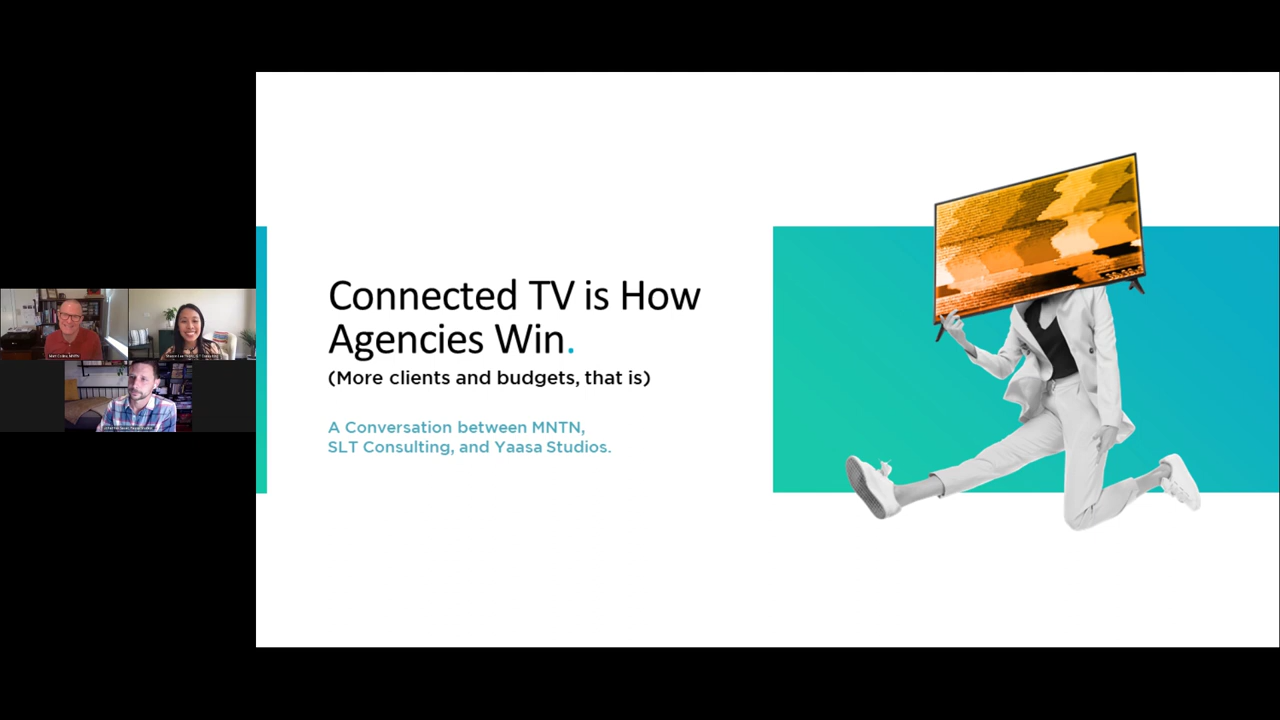 Connected TV is How
Agencies Win.
(More clients and budgets, that is)
A Conversation between MNTN,
SLT Consulting, and Yaasa Studios.